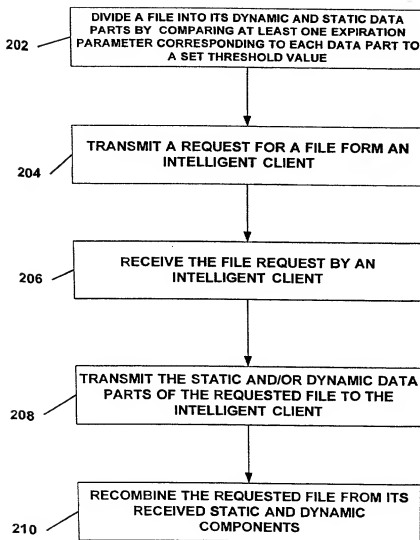 202
DIVIDE A FILE INTO ITS DYNAMIC AND STATIC DATA
PARTS BY COMPARING AT LEAST ONE EXPIRATION
PARAMETER CORRESPONDING TO EACH DATA PART TO
A SET THRESHOLD VALUE
204
TRANSMIT A REQUEST FOR A FILE FORM AN
INTELLIGENT CLIENT
206
RECEIVE THE FILE REQUEST BY AN
INTELLIGENT CLIENT
208
TRANSMIT THE STATIC AND/OR DYNAMIC DATA
PARTS OF THE REQUESTED FILE TO THE
INTELLIGENT CLIENT
210
RECOMBINE THE REQUESTED FILE FROM ITS
RECEIVED STATIC AND DYNAMIC
COMPONENTS